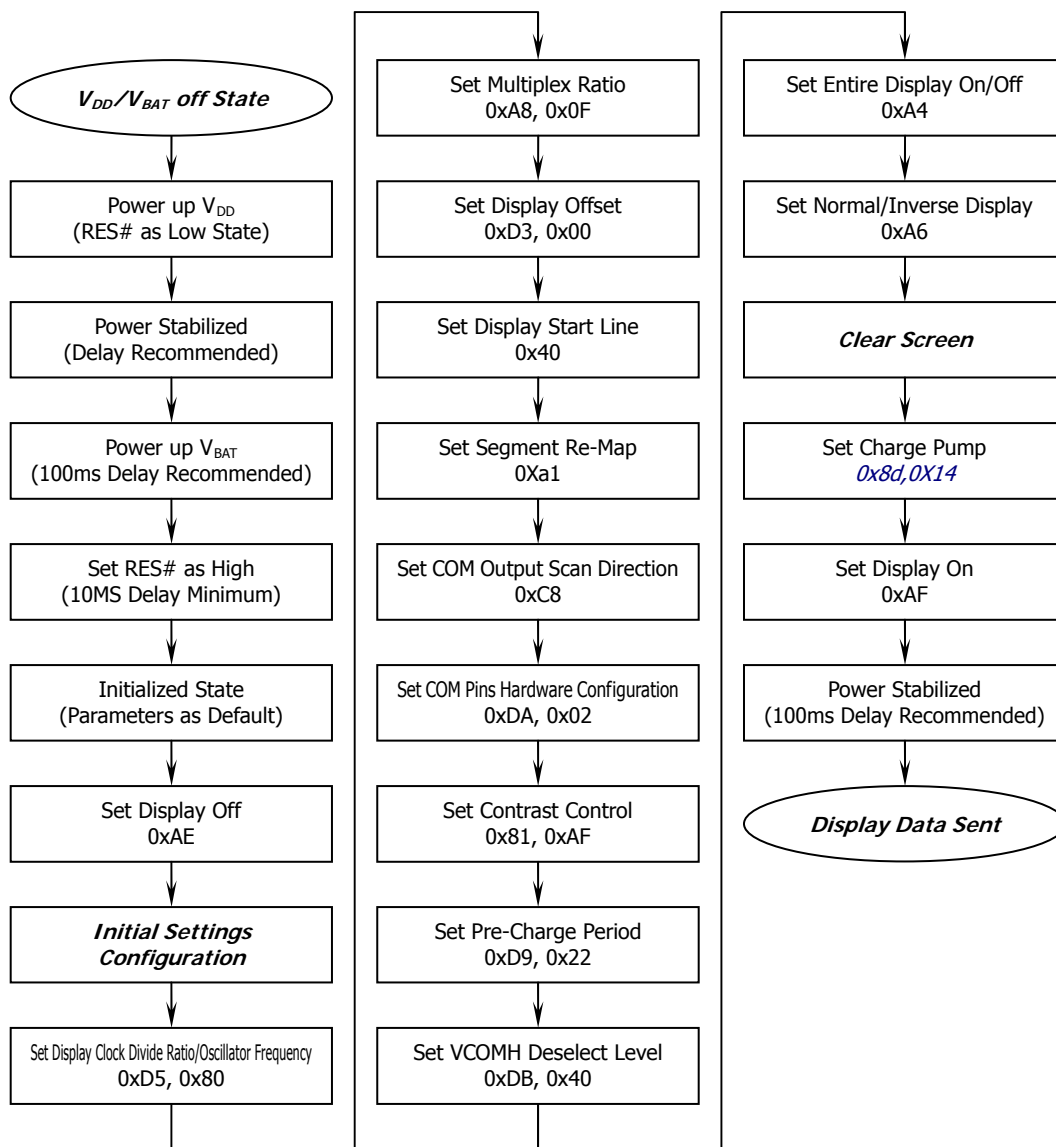 V_DD/V_BAT off State
Power up V_DD
(RES# as Low State)
Power Stabilized
(Delay Recommended)
Power up V_BAT
(100ms Delay Recommended)
Set RES# as High
(10MS Delay Minimum)
Initialized State
(Parameters as Default)
Set Display Off
0xAE
Initial Settings
Configuration
Set Display Clock Divide Ratio/Oscillator Frequency
0xD5, 0x80
Set Multiplex Ratio
0xA8, 0x0F
Set Display Offset
0xD3, 0x00
Set Display Start Line
0x40
Set Segment Re-Map
0Xa1
Set COM Output Scan Direction
0xC8
Set COM Pins Hardware Configuration
0xDA, 0x02
Set Contrast Control
0x81, 0xAF
Set Pre-Charge Period
0xD9, 0x22
Set VCOMH Deselect Level
0xDB, 0x40
Set Entire Display On/Off
0xA4
Set Normal/Inverse Display
0xA6
Clear Screen
Set Charge Pump
0x8d,0X14
Set Display On
0xAF
Power Stabilized
(100ms Delay Recommended)
Display Data Sent